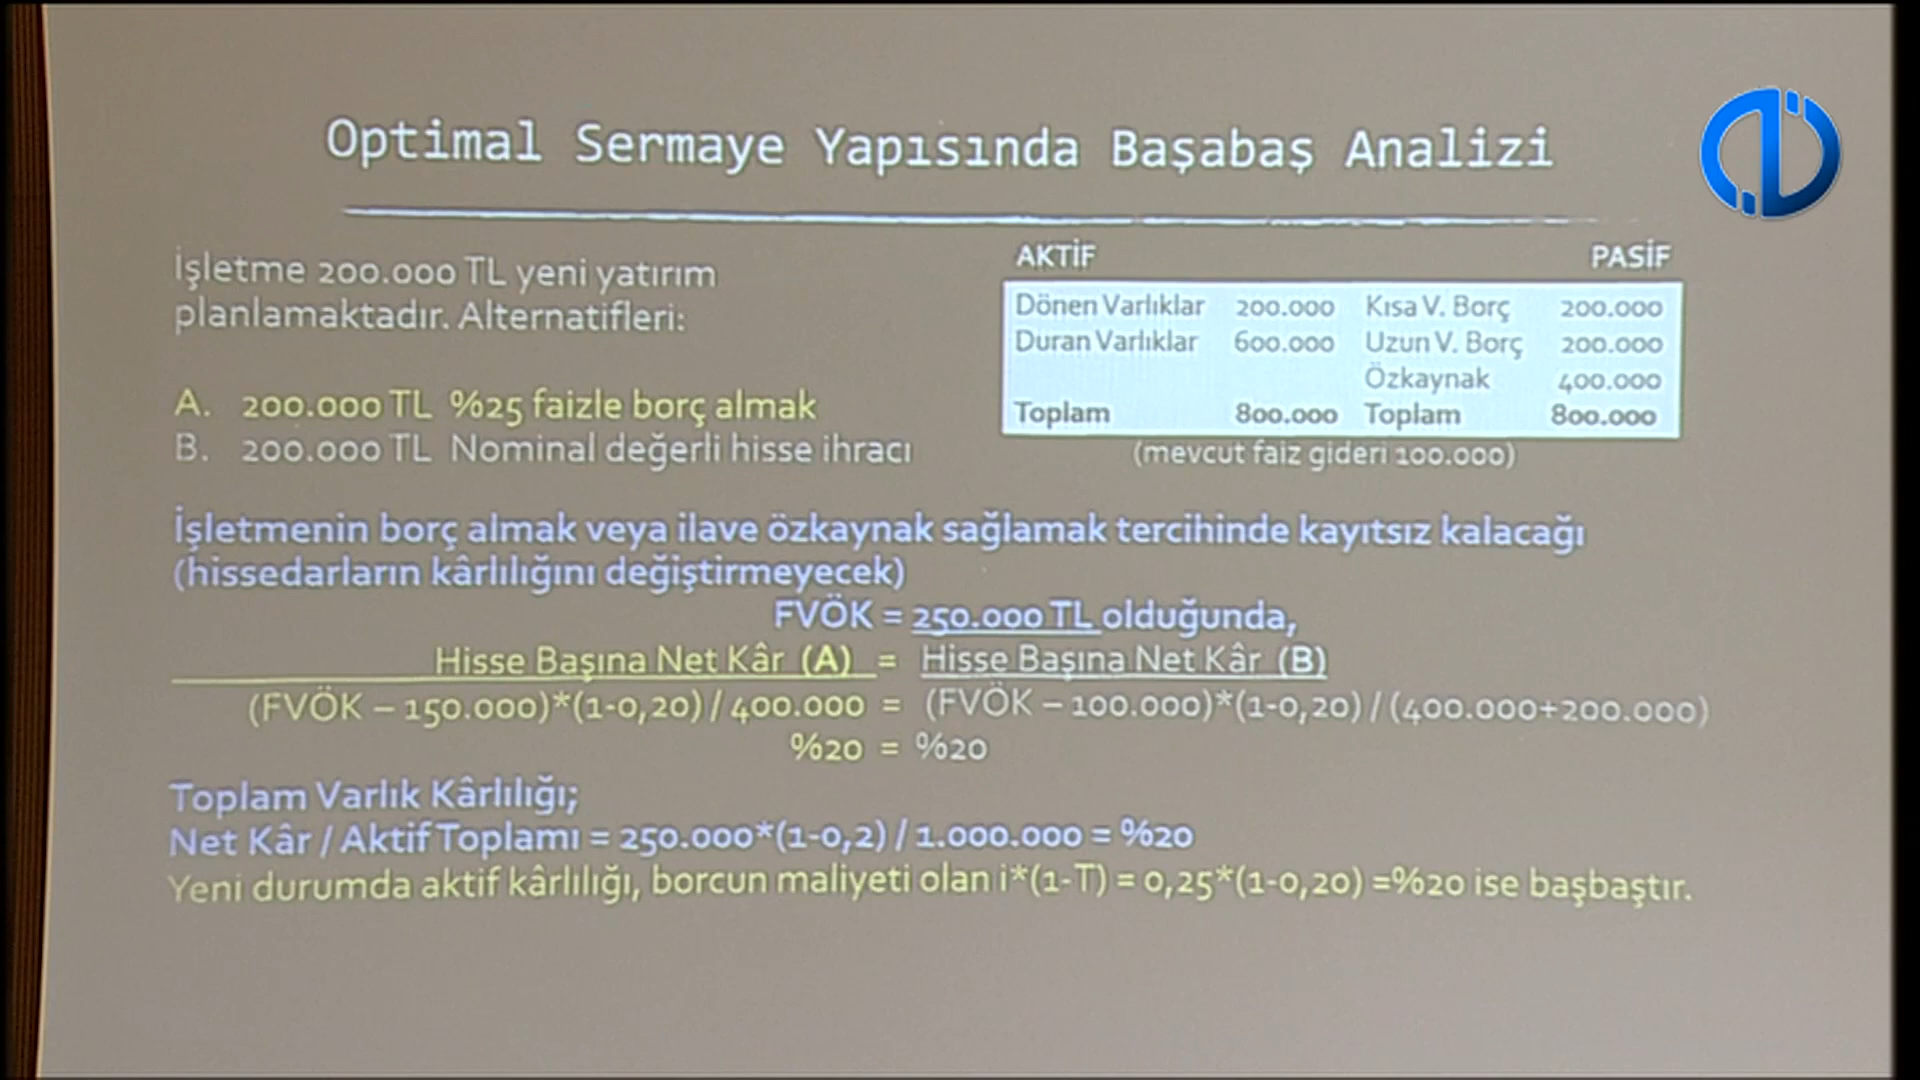 Optimal Sermaye Yapısında Başabaş Analizi
İşletme 200.000 TL yeni yatırım
planlamaktadır. Alternatifleri:
A. 200.000 TL %25 faizle borç almak
B. 200.000 TL Nominal değerli hisse ihracı
AKTİF PASİF
Dönen Varlıklar 200.000 Kısa V. Borç 200.000
Duran Varlıklar 600.000 Uzun V. Borç 200.000
Özkaynak 400.000
Toplam 800.000 Toplam 800.000
(mevcut faiz gideri 100.000)
İşletmenin borç almak veya ilave özkaynak sağlamak tercihinde kayıtsız kalacağı
(hissedarların kârlılığını değiştirmeyecek)
FVÖK = 250.000 TL olduğunda,
Hisse Başına Net Kâr (A) = Hisse Başına Net Kâr (B)
(FVÖK – 150.000)*(1-0,20) / 400.000 = (FVÖK – 100.000)*(1-0,20) / (400.000+200.000)
%20 = %20
Toplam Varlık Kârlılığı;
Net Kâr / Aktif Toplamı = 250.000*(1-0,2) / 1.000.000 = %20
Yeni durumda aktif kârlılığı, borcun maliyeti olan i*(1-T) = 0,25*(1-0,20) =%20 ise başbaştır.